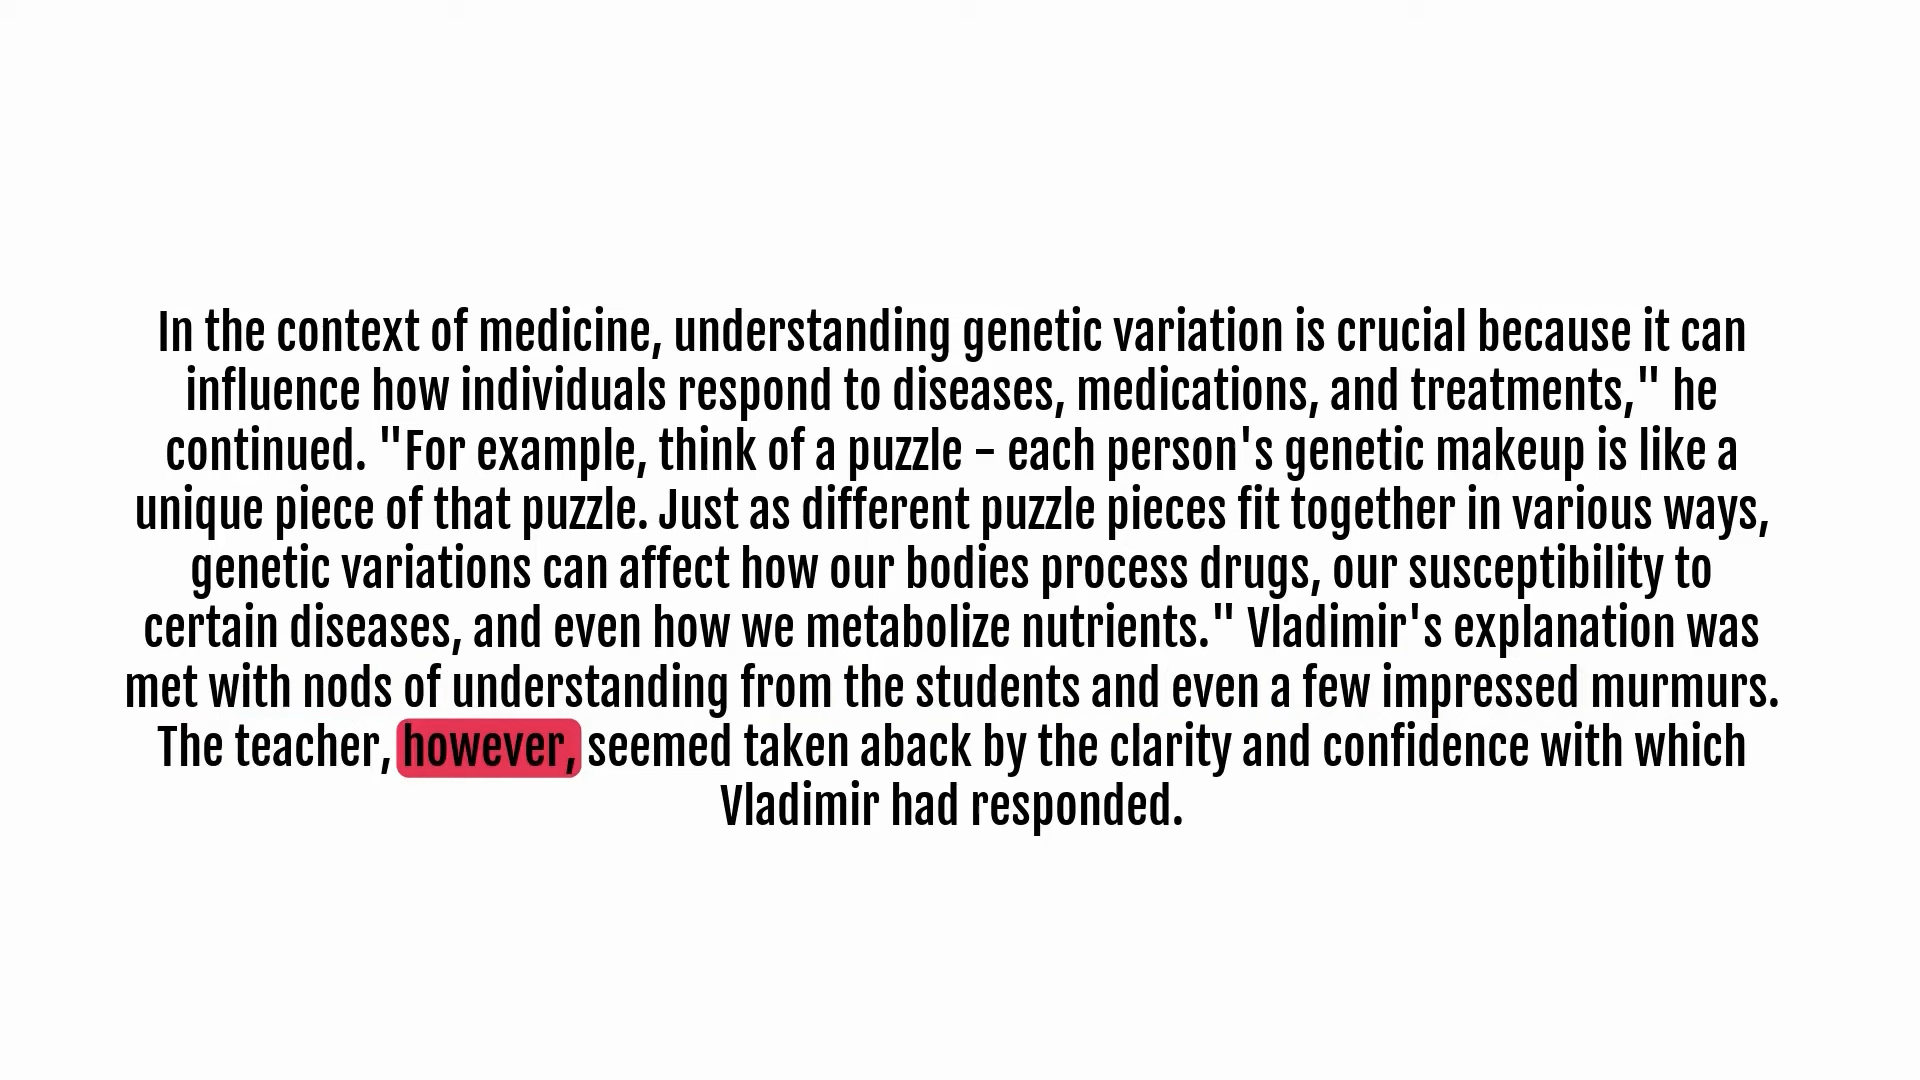 In the context of medicine, understanding genetic variation is crucial because it can
influence how individuals respond to diseases, medications, and treatments," he
continued. "For example, think of a puzzle – each person's genetic makeup is like a
unique piece of that puzzle. Just as different puzzle pieces fit together in various ways,
genetic variations can affect how our bodies process drugs, our susceptibility to
certain diseases, and even how we metabolize nutrients." Vladimir's explanation was
met with nods of understanding from the students and even a few impressed murmurs.
The teacher, however, seemed taken aback by the clarity and confidence with which
Vladimir had responded.